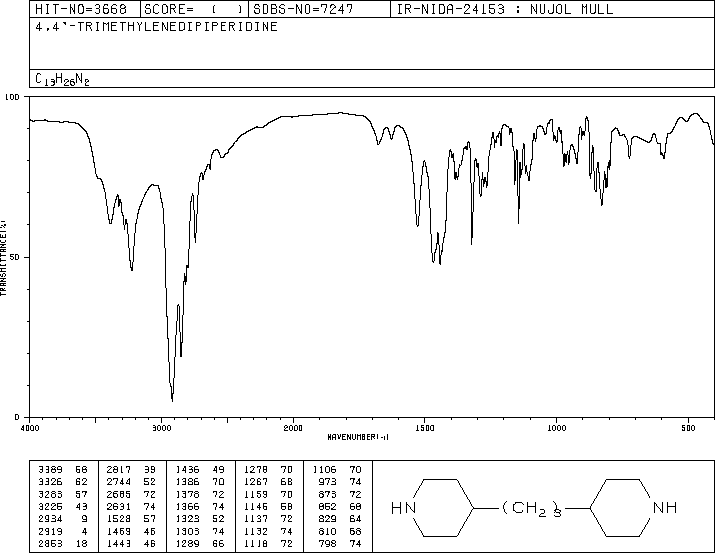 HIT-NO=3668 SCORE= ( ) SDBS-NO=7247 IR-NIDA-24153 : NUJOL MULL
4,4'-TRIMETHYLENEDIPIPERIDINE
C13H26N2
100
50
0
TRANSMITTANCE(%)
4000 3000 2000 1500 1000 500
WAVENUMBER(-1)
3389 68 2817 39 1436 49 1278 70 1106 70
3326 62 2744 52 1386 70 1267 68 973 74
3283 57 2685 72 1378 72 1159 70 873 72
3225 43 2631 74 1366 74 1146 58 852 68
2934 9 1528 57 1323 52 1137 72 829 64
2919 4 1469 46 1303 74 1132 74 810 68
2853 18 1443 46 1289 66 1118 72 798 74
HN (CH2)3 NH